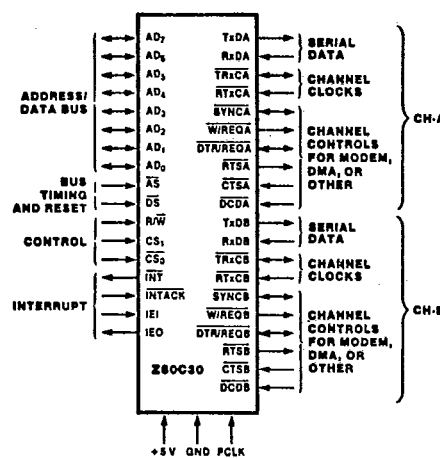 ADDRESS/
DATA BUS
BUS
TIMING
AND RESET
CONTROL
INTERRUPT
AD7
AD6
AD5
AD4
AD3
AD2
AD1
AD0
AS
DS
R/W
CS1
CS0
INT
INTACK
IEI
IEO
Z80C30
TxDA
RxDA
TRxCA
RTxCA
SYNCA
W/REQA
DTR/REQA
RTSA
CTSA
DCDA
TxDB
RxDB
TRxCB
RTxCB
SYNCB
W/REQB
DTR/REQB
RTSB
CTSB
DCDB
SERIAL
DATA
CHANNEL
CLOCKS
CHANNEL
CONTROLS
FOR MODEM,
DMA, OR
OTHER
CH-A
SERIAL
DATA
CHANNEL
CLOCKS
CHANNEL
CONTROLS
FOR MODEM,
DMA, OR
OTHER
CH-B
+5V GND PCLK